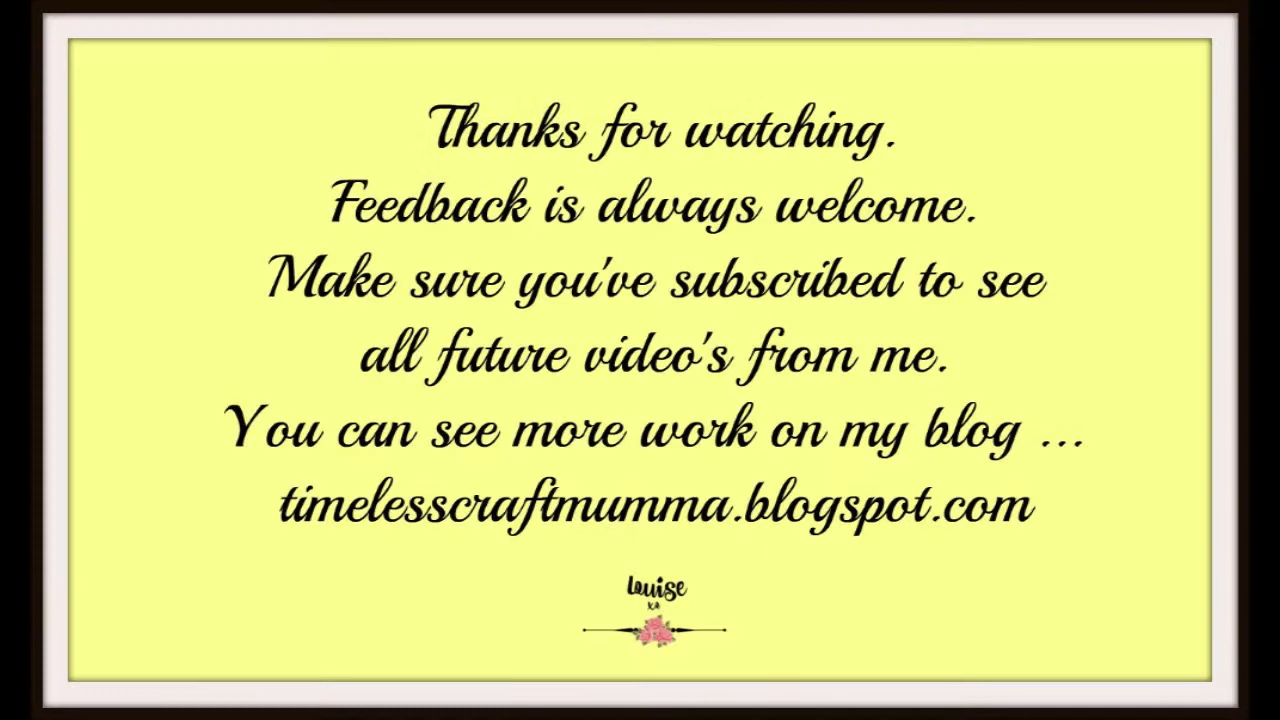 Thanks for watching.
Feedback is always welcome.
Make sure you've subscribed to see
all future video's from me.
You can see more work on my blog ...
timelesscraftmumma.blogspot.com
Louise
xo